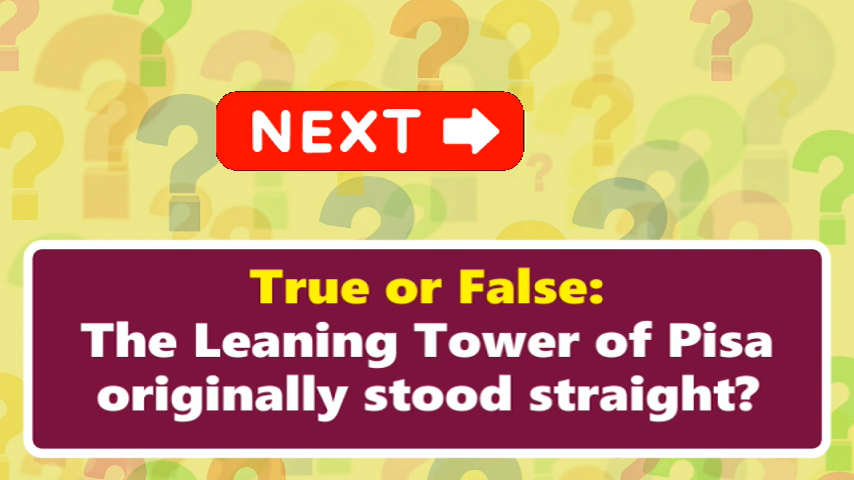 NEXT
True or False:
The Leaning Tower of Pisa
originally stood straight?